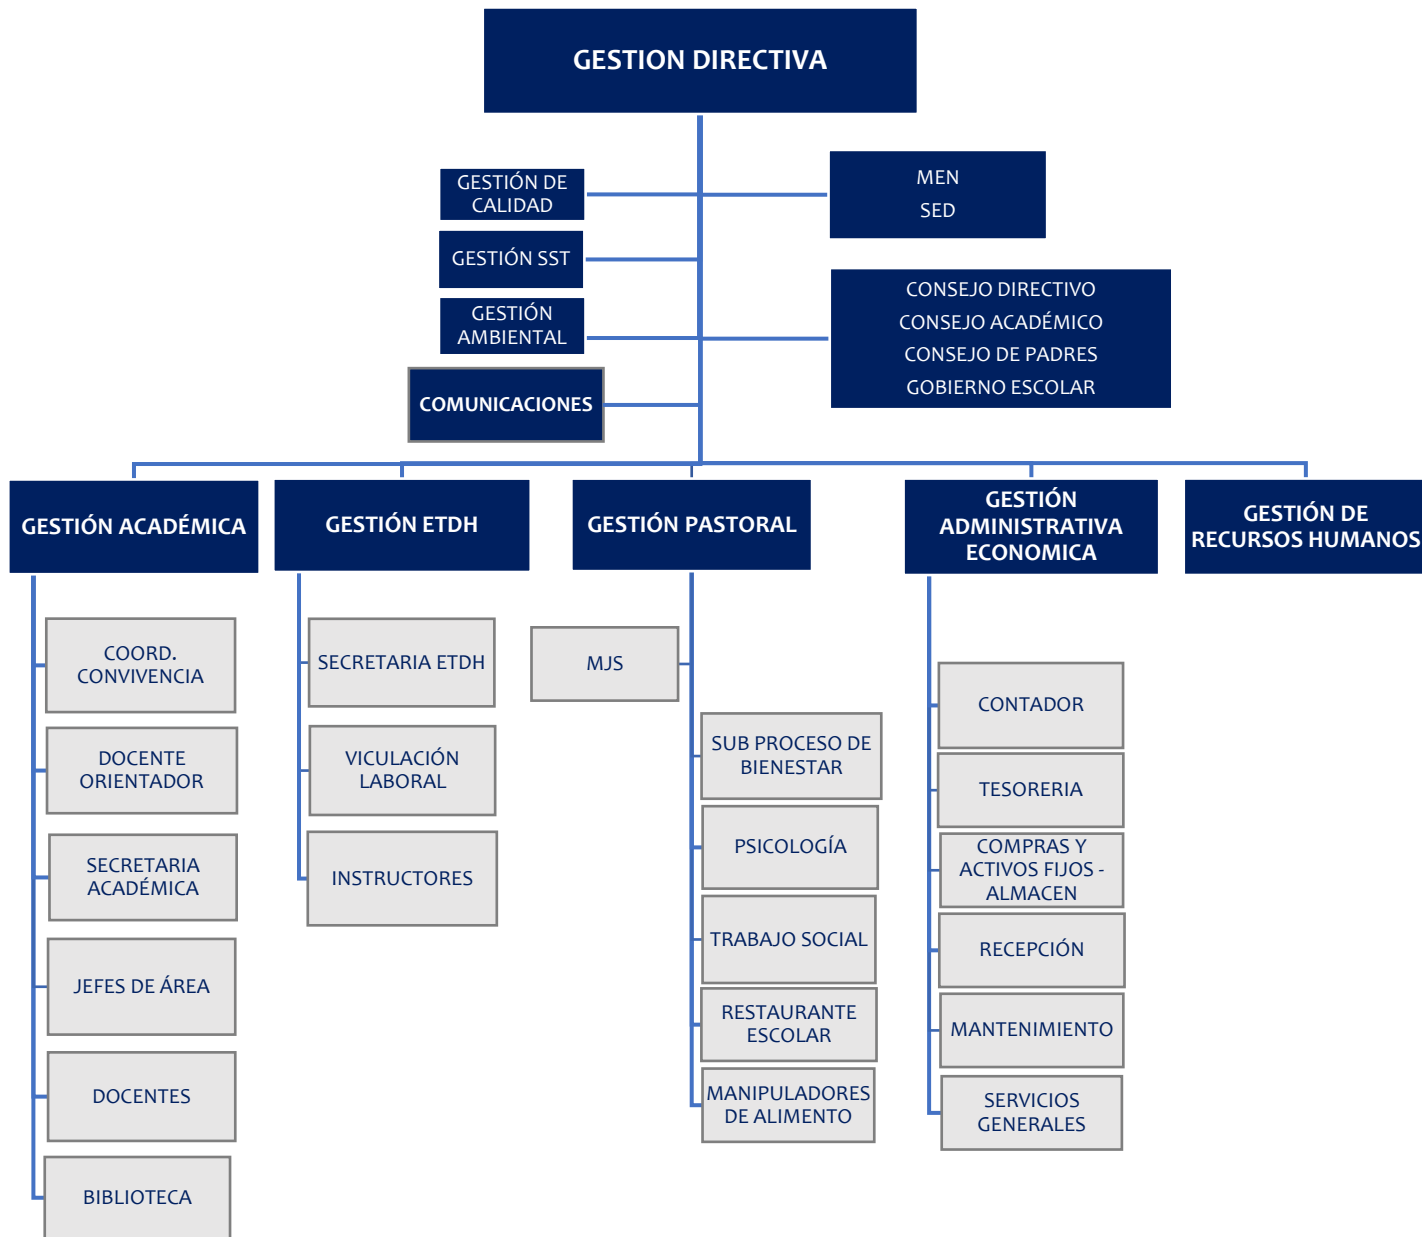 GESTION DIRECTIVA
GESTIÓN DE
CALIDAD
MEN
SED
GESTIÓN SST
GESTIÓN
AMBIENTAL
CONSEJO DIRECTIVO
CONSEJO ACADÉMICO
CONSEJO DE PADRES
GOBIERNO ESCOLAR
COMUNICACIONES
GESTIÓN ACADÉMICA
GESTIÓN ETDH
GESTIÓN PASTORAL
GESTIÓN
ADMINISTRATIVA
ECONOMICA
GESTIÓN DE
RECURSOS HUMANOS
COORD.
CONVIVENCIA
DOCENTE
ORIENTADOR
SECRETARIA
ACADÉMICA
JEFES DE ÁREA
DOCENTES
BIBLIOTECA
SECRETARIA ETDH
VICULACIÓN
LABORAL
INSTRUCTORES
MJS
SUB PROCESO DE
BIENESTAR
PSICOLOGÍA
TRABAJO SOCIAL
RESTAURANTE
ESCOLAR
MANIPULADORES
DE ALIMENTO
CONTADOR
TESORERIA
COMPRAS Y
ACTIVOS FIJOS -
ALMACEN
RECEPCIÓN
MANTENIMIENTO
SERVICIOS
GENERALES